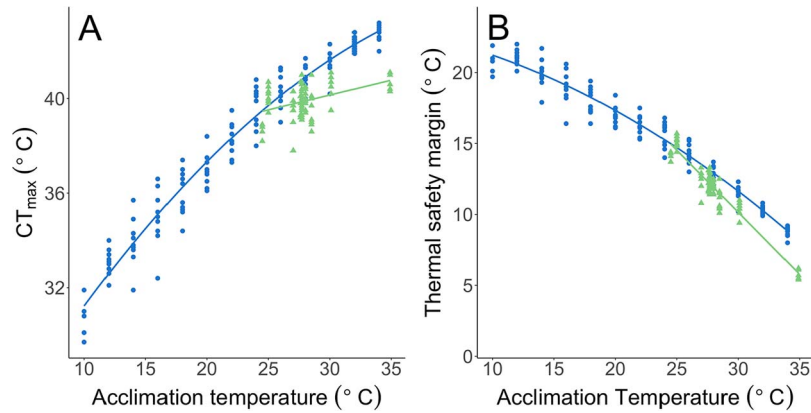 A
CTmax (° C)
40
36
32
10 15 20 25 30 35
Acclimation temperature (° C)
B
Thermal safety margin (° C)
20
15
10
5
0
10 15 20 25 30 35
Acclimation Temperature (° C)